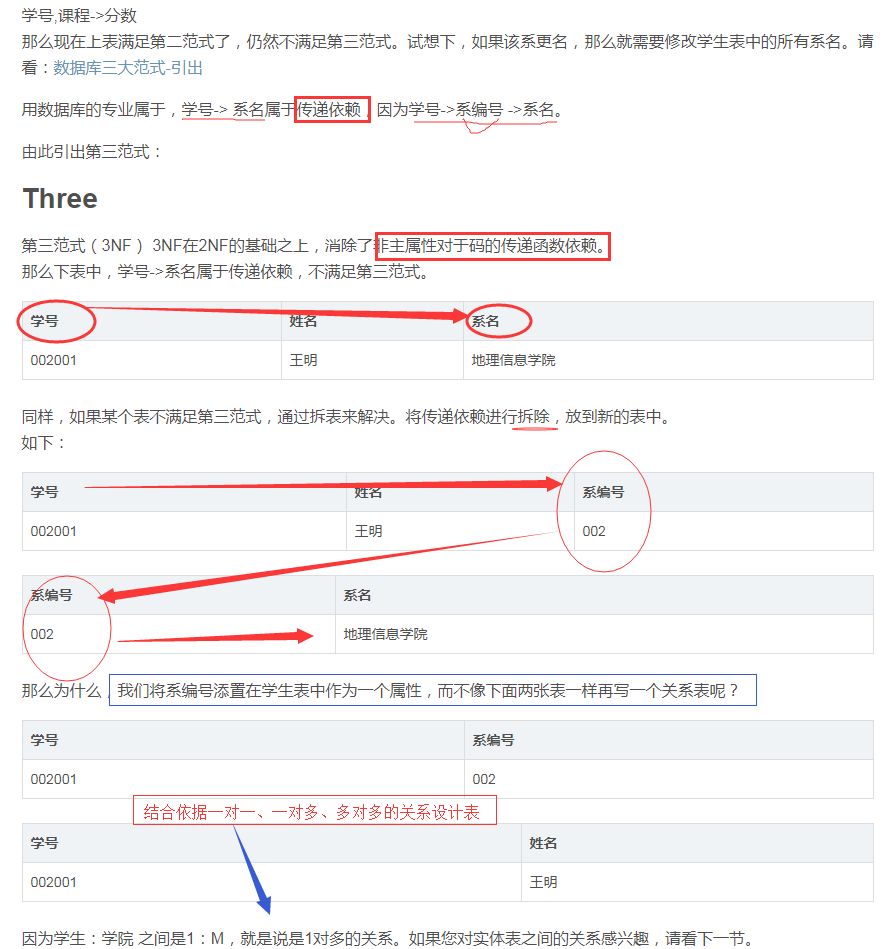 学号,课程->分数
那么现在上表满足第二范式了，仍然不满足第三范式。试想下，如果该系更名，那么就需要修改学生表中的所有系名。请
看：数据库三大范式-引出
用数据库的专业属于，学号-> 系名属于传递依赖，因为学号->系编号 ->系名。
由此引出第三范式：
Three
第三范式（3NF ） 3NF在2NF的基础之上，消除了非主属性对于码的传递函数依赖。
那么下表中，学号->系名属于传递依赖，不满足第三范式。
学号 姓名 系名
002001 王明 地理信息学院
同样，如果某个表不满足第三范式，通过拆表来解决。将传递依赖进行拆除，放到新的表中。
如下：
学号 姓名 系编号
002001 王明 002
系编号 系名
002 地理信息学院
那么为什么，我们将系编号添置在学生表中作为一个属性，而不像下面两张表一样再写一个关系表呢？
学号 系编号
002001 002
结合依据一对一、一对多、多对多的关系设计表
学号 姓名
002001 王明
因为学生：学院 之间是1：M，就是说是1对多的关系。如果您对实体表之间的关系感兴趣，请看下一节。